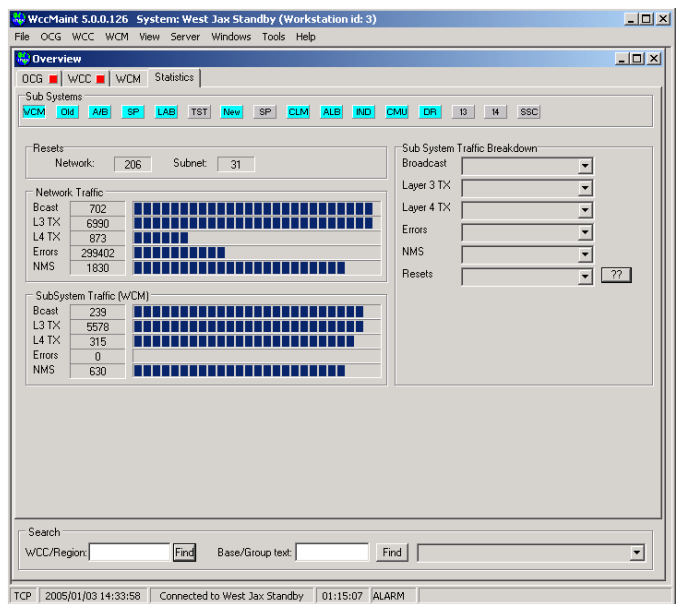 WccMaint 5.0.0.126 System: West Jax Standby (Workstation id: 3)
File OCG WCC WCM View Server Windows Tools Help
Overview
OCG WCC WCM Statistics
Sub Systems
WCM Old A/B SP LAB TST New SP CLM ALB IND CMU DR 13 14 SSC
Resets
Network: 206 Subnet: 31
Network Traffic
Bcast 702
L3 TX 6990
L4 TX 873
Errors 299402
NMS 1830
SubSystem Traffic (WCM)
Bcast 239
L3 TX 5578
L4 TX 315
Errors 0
NMS 630
Sub System Traffic Breakdown
Broadcast
Layer 3 TX
Layer 4 TX
Errors
NMS
Resets ??
Search
WCC/Region: Find Base/Group text: Find
TCP 2005/01/03 14:33:58 Connected to West Jax Standby 01:15:07 ALARM